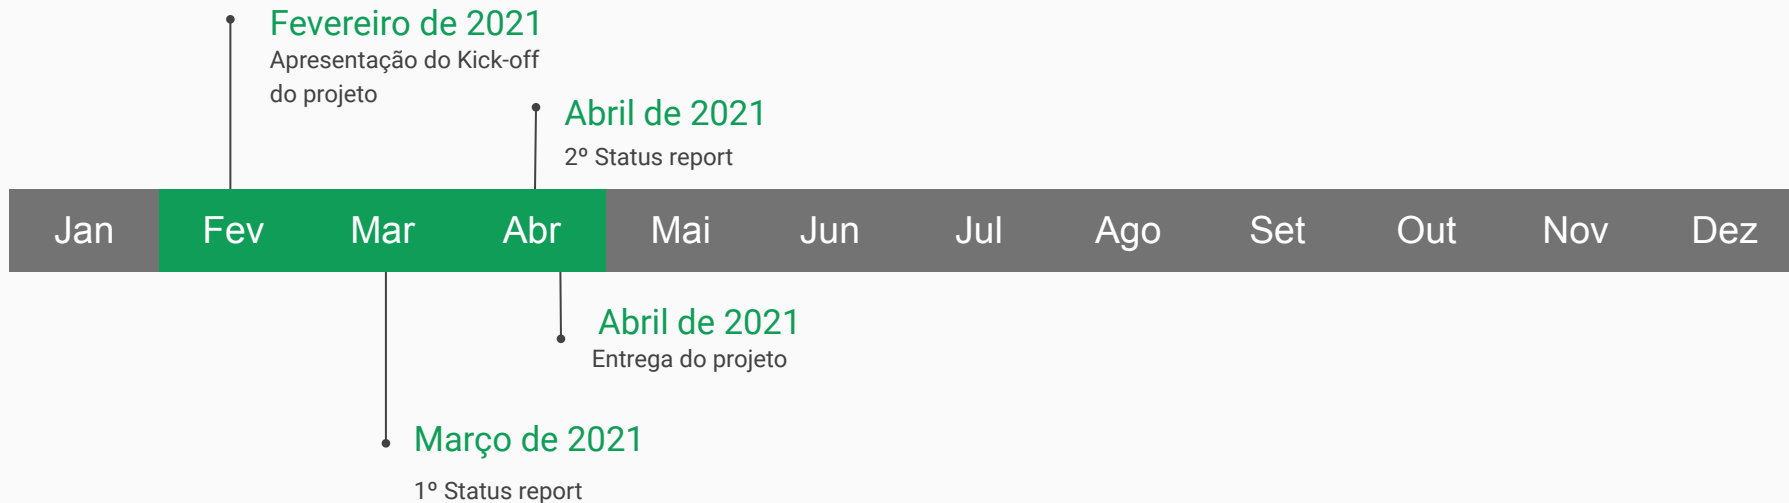 Fevereiro de 2021
Apresentação do Kick-off
do projeto
Abril de 2021
2º Status report
Jan Fev Mar Abr Mai Jun Jul Ago Set Out Nov Dez
Abril de 2021
Entrega do projeto
Março de 2021
1º Status report